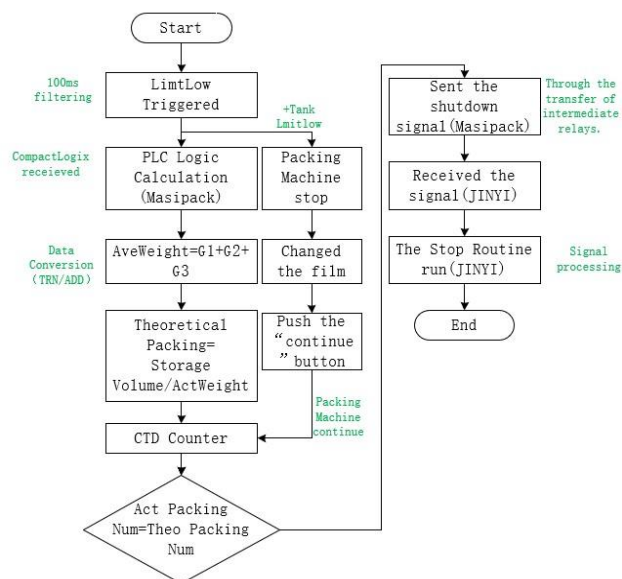 Start
100ms
filtering
LimtLow
Triggered
+Tank
Lmitlow
CompactLogix
receieved
PLC Logic
Calculation
(Masipack)
Packing
Machine
stop
Data
Conversion
(TRN/ADD)
AveWeight=G1+G2+
G3
Changed
the film
Theoretical
Packing=
Storage
Volume/ActWeight
Push the
“continue
”button
Packing
Machine
continue
CTD Counter
Act Packing
Num=Theo Packing
Num
Sent the
shutdown
signal(Masipack)
Through the
transfer of
intermediate
relays.
Received the
signal(JINYI)
The Stop Routine
run(JINYI)
Signal
processing
End